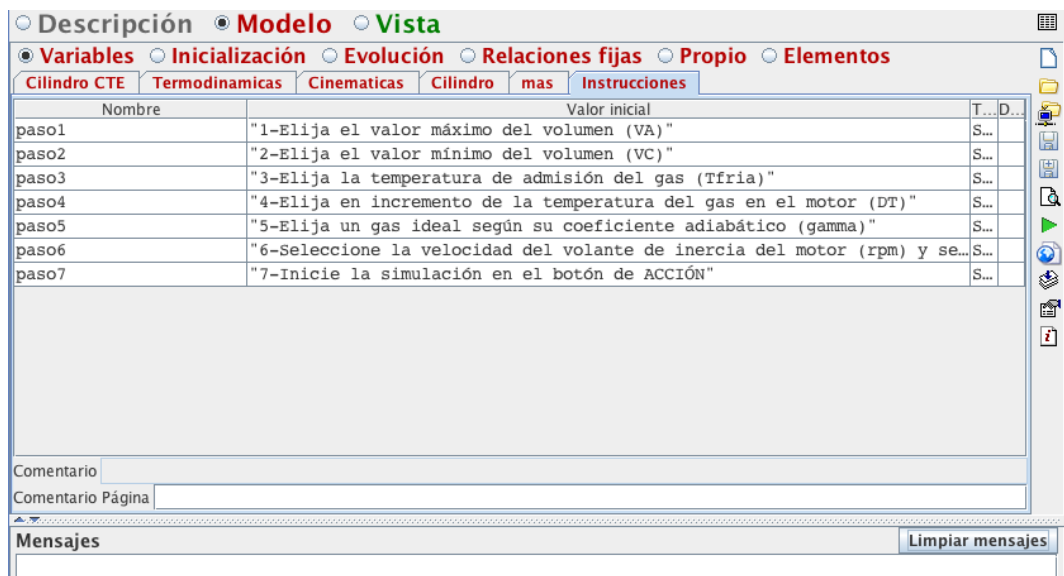 Descripción Modelo Vista
Variables Inicialización Evolución Relaciones fijas Propio Elementos
Cilindro CTE Termodinamicas Cinematicas Cilindro mas Instrucciones
Nombre Valor inicial T... D...
paso1 "1-Elija el valor máximo del volumen (VA)" S...
paso2 "2-Elija el valor mínimo del volumen (VC)" S...
paso3 "3-Elija la temperatura de admisión del gas (Tfria)" S...
paso4 "4-Elija en incremento de la temperatura del gas en el motor (DT)" S...
paso5 "5-Elija un gas ideal según su coeficiente adiabático (gamma)" S...
paso6 "6-Seleccione la velocidad del volante de inercia del motor (rpm) y se... S...
paso7 "7-Inicie la simulación en el botón de ACCIÓN" S...
Comentario
Comentario Página
Mensajes Limpiar mensajes